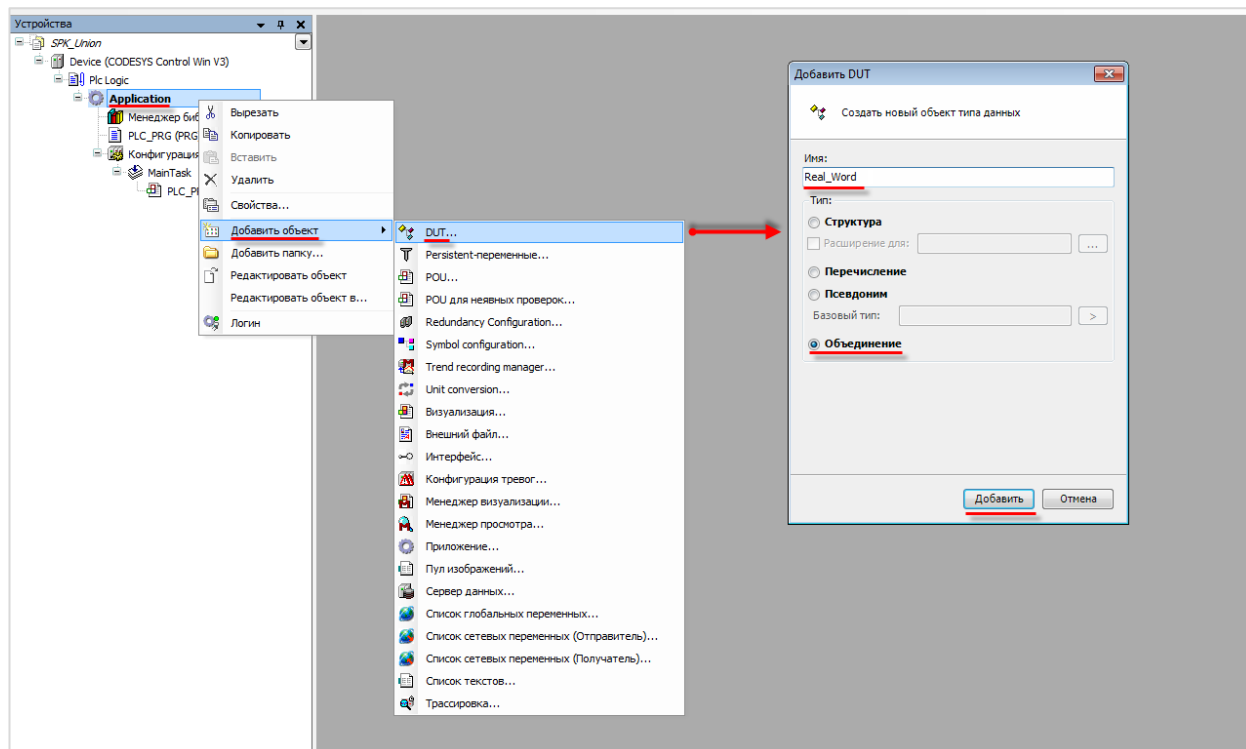 Устройства
SPK_Union
Device (CODESYS Control Win V3)
Plc Logic
Application
Менеджер биб
PLC_PRG (PRG
Конфигурация
MainTask
PLC_P
Вырезать
Копировать
Вставить
Удалить
Свойства...
Добавить объект
Добавить папку...
Редактировать объект
Редактировать объект в...
Логин
DUT...
Persistent-переменные...
POU...
POU для неявных проверок...
Redundancy Configuration...
Symbol configuration...
Trend recording manager...
Unit conversion...
Визуализация...
Внешний файл...
Интерфейс...
Конфигурация тревог...
Менеджер визуализации...
Менеджер просмотра...
Приложение...
Пул изображений...
Сервер данных...
Список глобальных переменных...
Список сетевых переменных (Отправитель)...
Список сетевых переменных (Получатель)...
Список текстов...
Трассировка...
Добавить DUT
Создать новый объект типа данных
Имя:
Real_Word
Тип:
Структура
Расширение для:
...
Перечисление
Псевдоним
Базовый тип:
>
Объединение
Добавить
Отмена